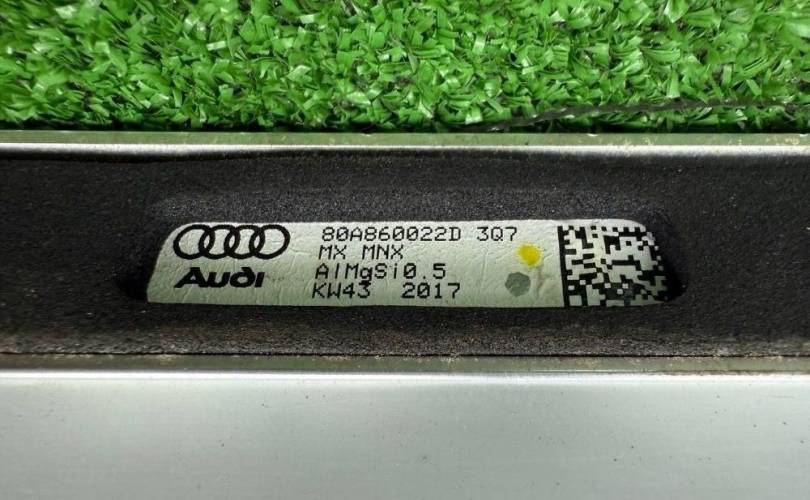 80A860022D 3Q7
MX MNX
AlMgSi0.5
Audi
KW43 2017